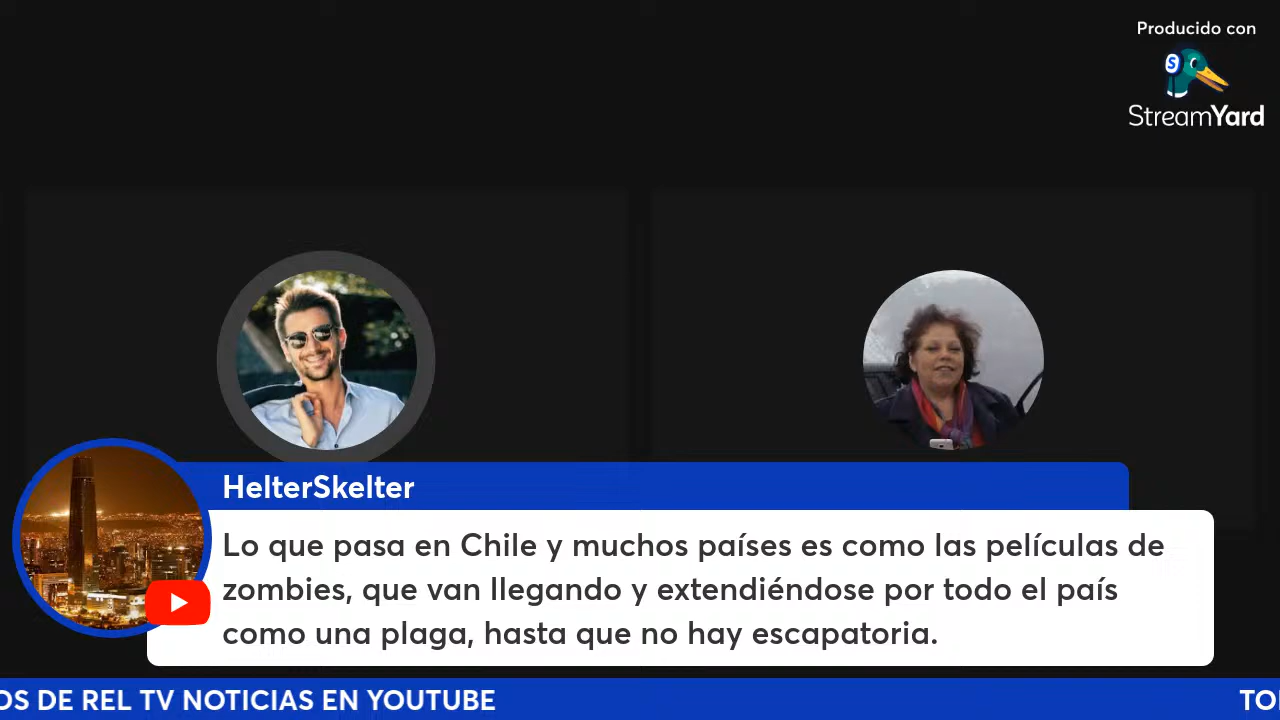 Producido con
S
StreamYard
HelterSkelter
Lo que pasa en Chile y muchos países es como las películas de
zombies, que van llegando y extendiéndose por todo el país
como una plaga, hasta que no hay escapatoria.
OS DE REL TV NOTICIAS EN YOUTUBE